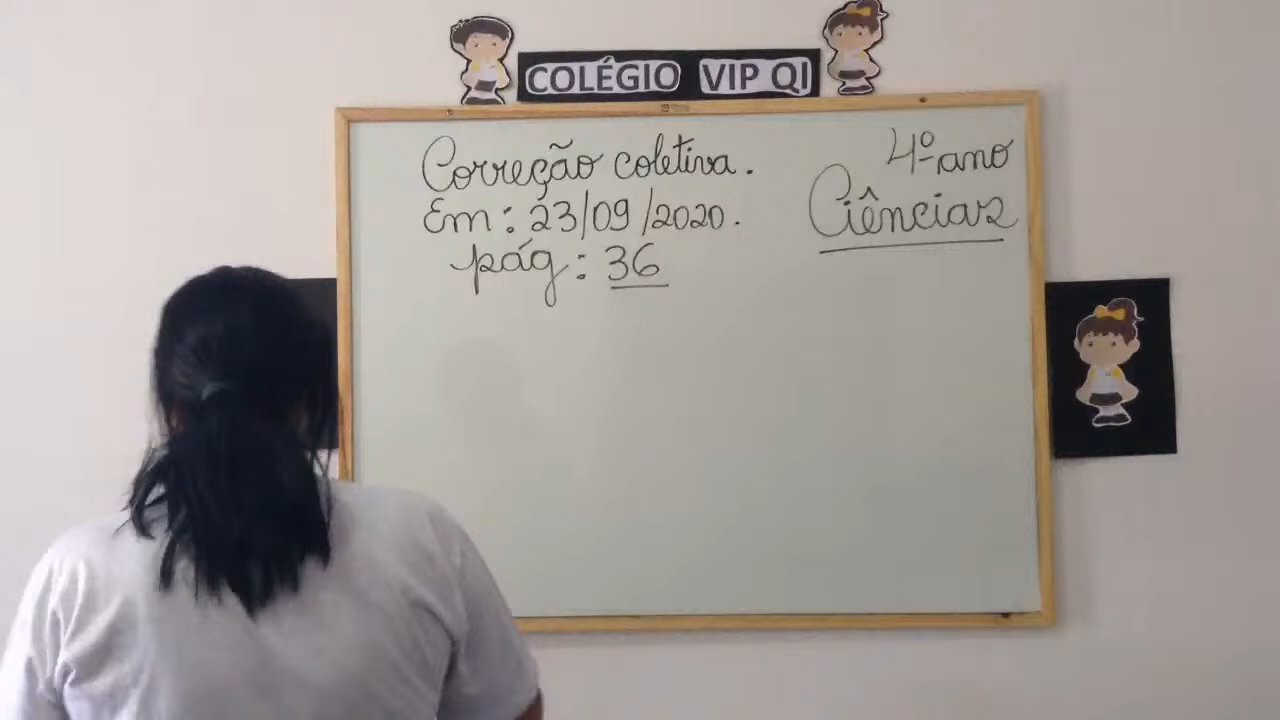 COLÉGIO VIP QI
Correção coletiva.
Em: 23/09/2020.
pág: 36
4º ano
Ciências